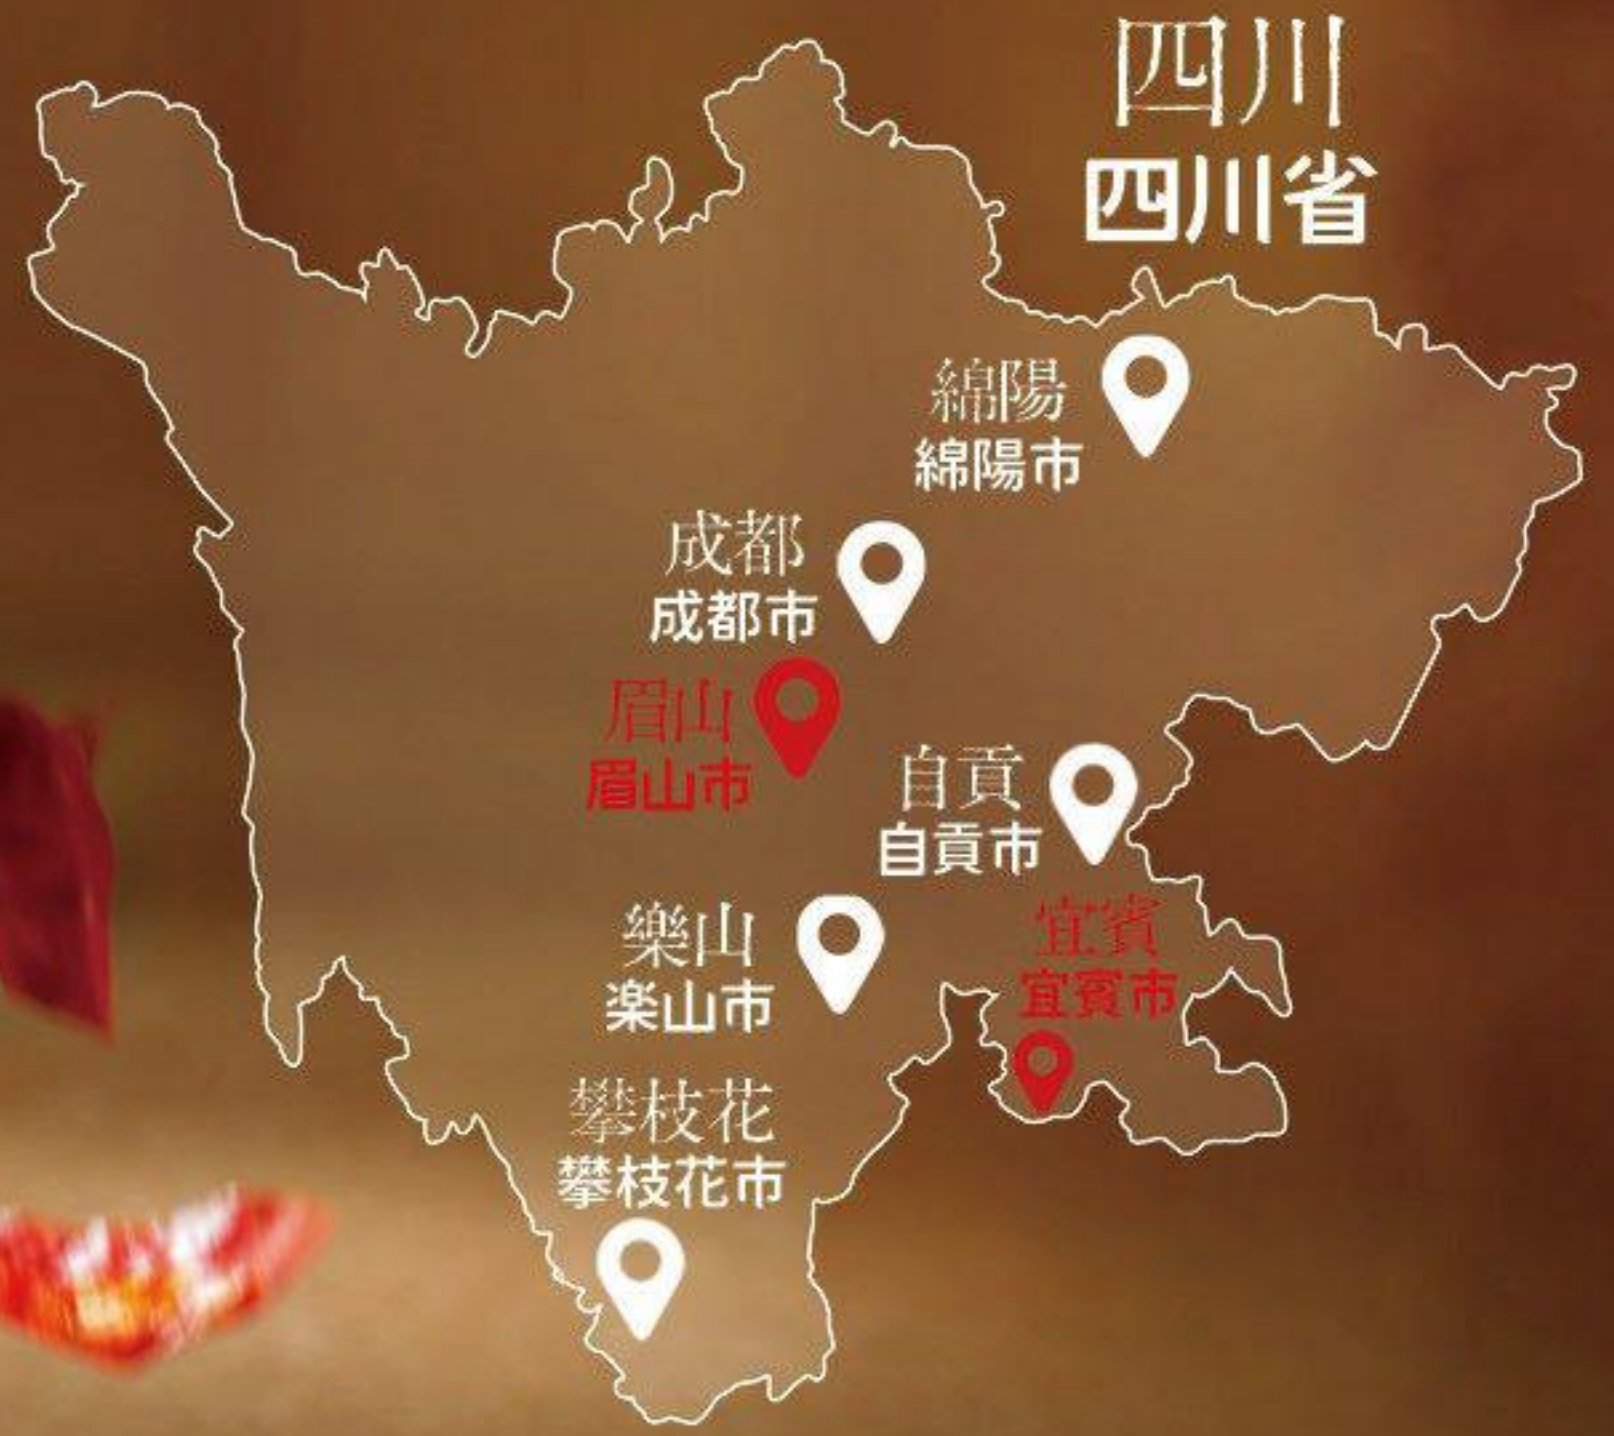 四川
四川省
綿陽
綿陽市
成都
成都市
眉山
眉山市
自貢
自貢市
宜賓
宜賓市
樂山
楽山市
攀枝花
攀枝花市